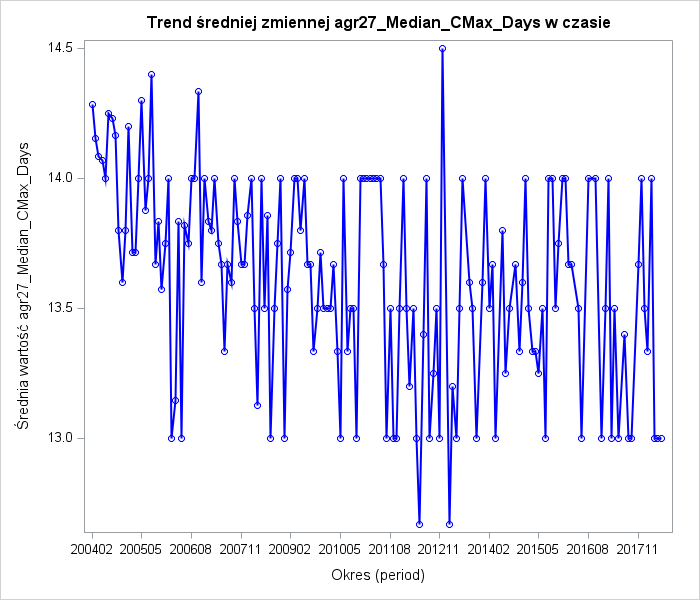 Trend średniej zmiennej agr27_Median_CMax_Days w czasie
14.5
14.0
13.5
13.0
Średnia wartość agr27_Median_CMax_Days
200402 200505 200608 200711 200902 201005 201108 201211 201402 201505 201608 201711
Okres (period)